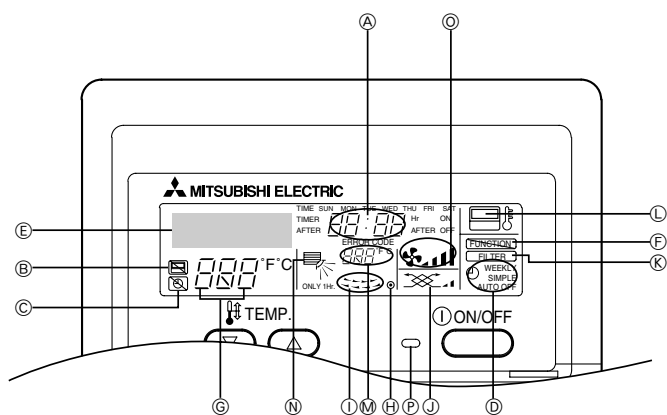 Ⓐ Ⓞ
MITSUBISHI ELECTRIC
TIME SUN MON TUE WED THU FRI SAT
TIMER Hr ON
AFTER AFTER OFF
ERROR CODE
Ⓛ
Ⓔ
FUNCTION Ⓕ
FILTER Ⓚ
°F°C °F°C
WEEKLY
SIMPLE
AUTO OFF
Ⓑ
Ⓒ
ONLY 1Hr.
TEMP. ON/OFF
Ⓖ Ⓝ Ⓘ Ⓜ Ⓗ Ⓟ Ⓙ Ⓓ